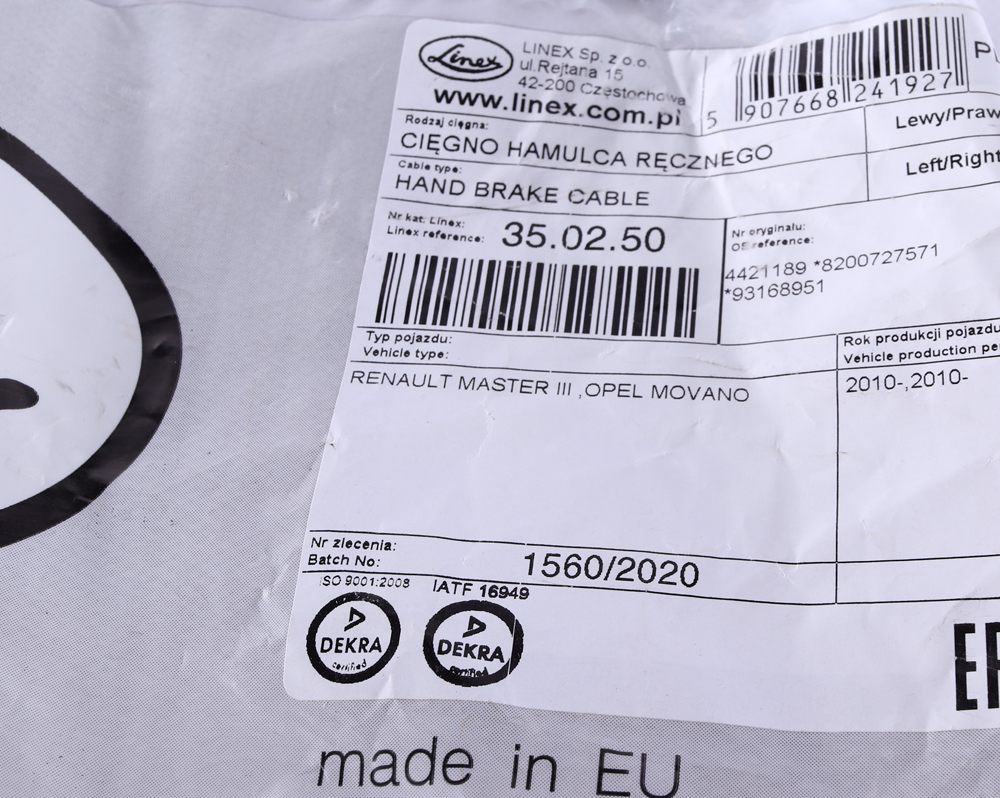 Linex
LINEX Sp. z o.o.
ul.Rejtana 15
42-200 Częstochowa
www.linex.com.pl
5 907668 241927
Rodzaj cięgna:
CIĘGNO HAMULCA RĘCZNEGO
Lewy/Praw
Cable type:
HAND BRAKE CABLE
Left/Right
Nr kat. Linex:
Linex reference: 35.02.50
Nr oryginału:
OE reference:
4421189 *8200727571
*93168951
Typ pojazdu:
Vehicle type:
Rok produkcji pojazdu
Vehicle production pe
RENAULT MASTER III ,OPEL MOVANO
2010-,2010-
Nr zlecenia:
Batch No: 1560/2020
ISO 9001:2008 IATF 16949
DEKRA
certified
DEKRA
certified
made in EU